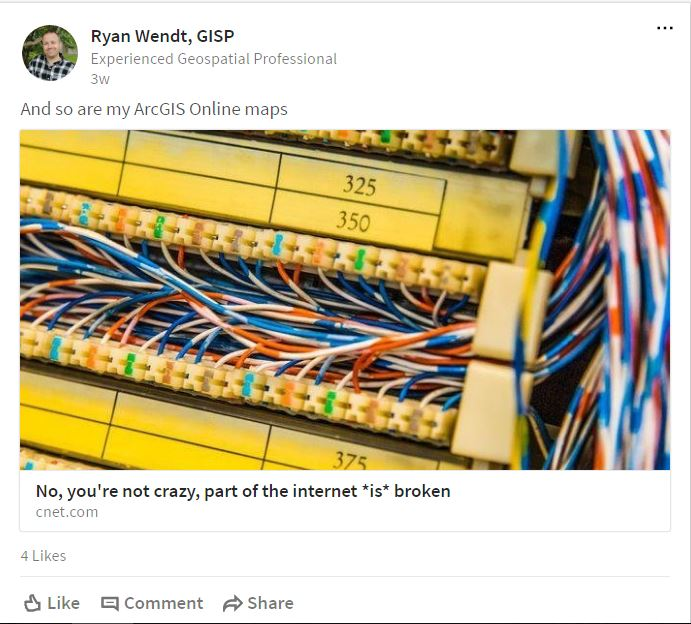 Ryan Wendt, GISP
Experienced Geospatial Professional
3w
And so are my ArcGIS Online maps
325
350
375
No, you're not crazy, part of the internet *is* broken
cnet.com
4 Likes
Like Comment Share